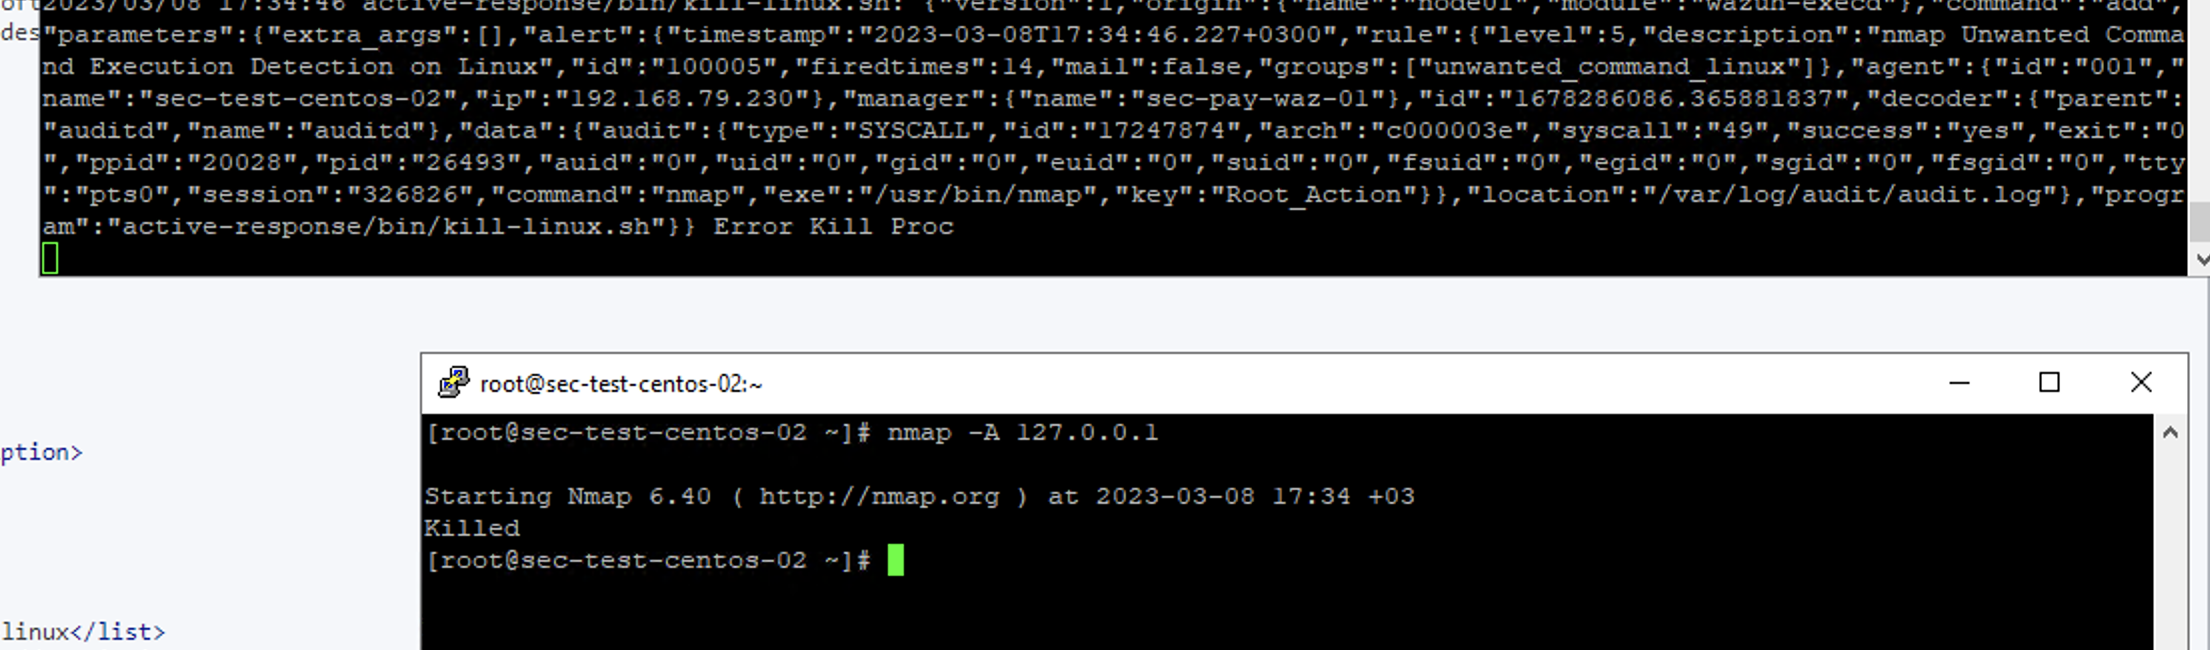 oft2023/03/08 17:34:46 active-response/bin/kill-linux.sh: {"version":1,"origin":{"name":"node01","module":"wazuh-execd"},"command":"add",
des"parameters":{"extra_args":[],"alert":{"timestamp":"2023-03-08T17:34:46.227+0300","rule":{"level":5,"description":"nmap Unwanted Comma
nd Execution Detection on Linux","id":"100005","firedtimes":14,"mail":false,"groups":["unwanted_command_linux"]},"agent":{"id":"001","
name":"sec-test-centos-02","ip":"192.168.79.230"},"manager":{"name":"sec-pay-waz-01"},"id":"1678286086.365881837","decoder":{"parent":
"auditd","name":"auditd"},"data":{"audit":{"type":"SYSCALL","id":"17247874","arch":"c000003e","syscall":"49","success":"yes","exit":"0
","ppid":"20028","pid":"26493","auid":"0","uid":"0","gid":"0","euid":"0","suid":"0","fsuid":"0","egid":"0","sgid":"0","fsgid":"0","tty
":"pts0","session":"326826","command":"nmap","exe":"/usr/bin/nmap","key":"Root_Action"}},"location":"/var/log/audit/audit.log"},"progr
am":"active-response/bin/kill-linux.sh"}} Error Kill Proc
root@sec-test-centos-02:~
[root@sec-test-centos-02 ~]# nmap -A 127.0.0.1
ption>
Starting Nmap 6.40 ( http://nmap.org ) at 2023-03-08 17:34 +03
Killed
[root@sec-test-centos-02 ~]#
linux</list>